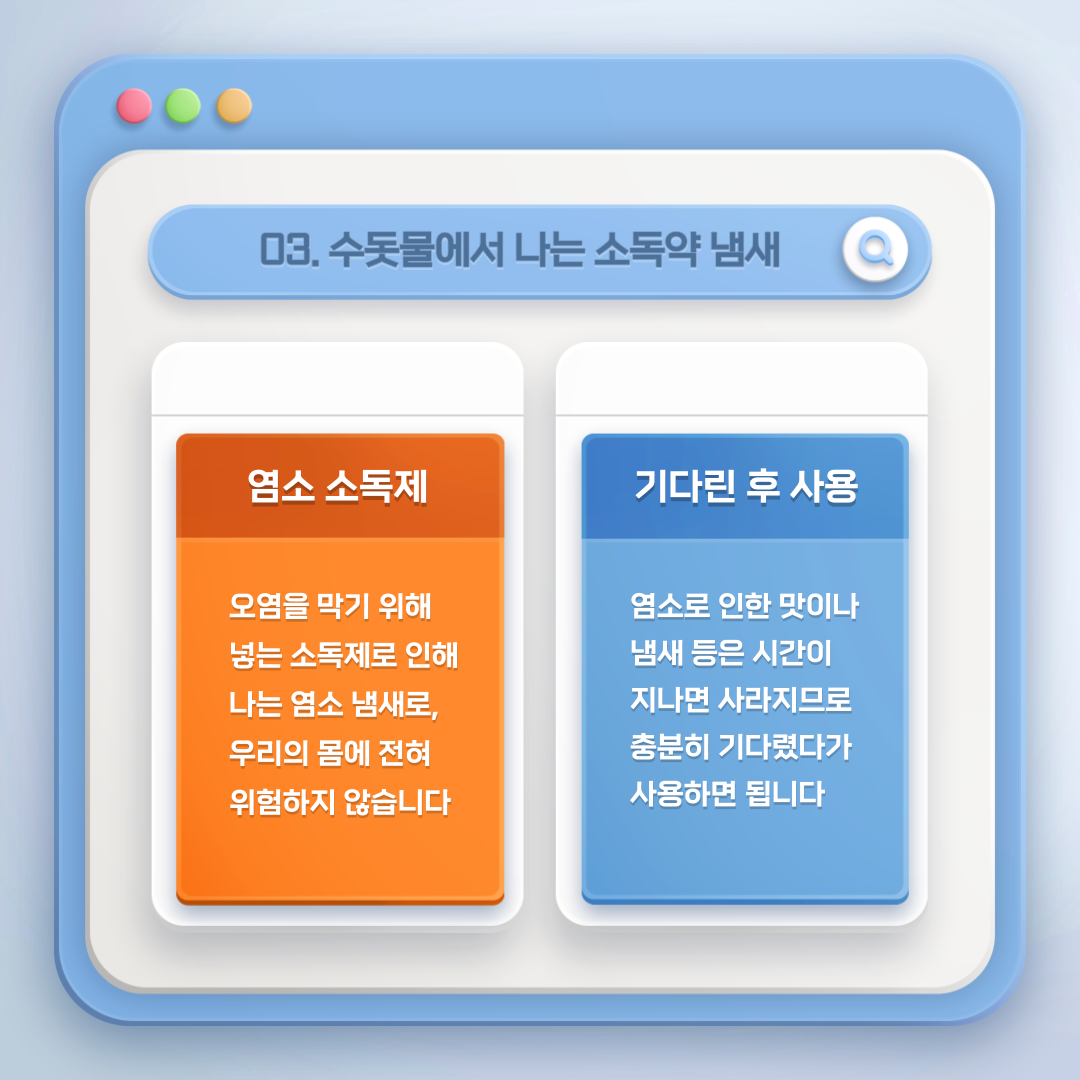 03. 수돗물에서 나는 소독약 냄새
염소 소독제
오염을 막기 위해
넣는 소독제로 인해
나는 염소 냄새로,
우리의 몸에 전혀
위험하지 않습니다
기다린 후 사용
염소로 인한 맛이나
냄새 등은 시간이
지나면 사라지므로
충분히 기다렸다가
사용하면 됩니다